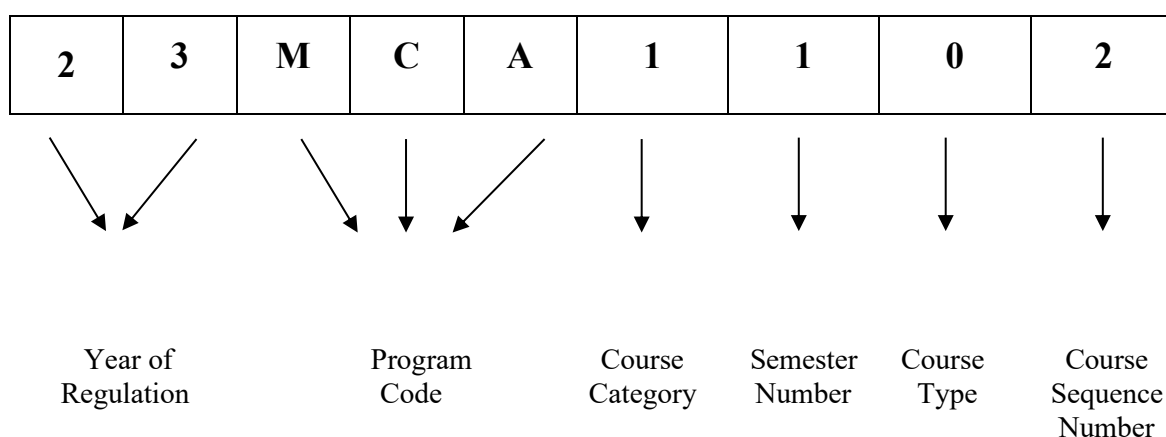 2 3 M C A 1 1 0 2
Year of Program Course Semester Course Course
Regulation Code Category Number Type Sequence
Number